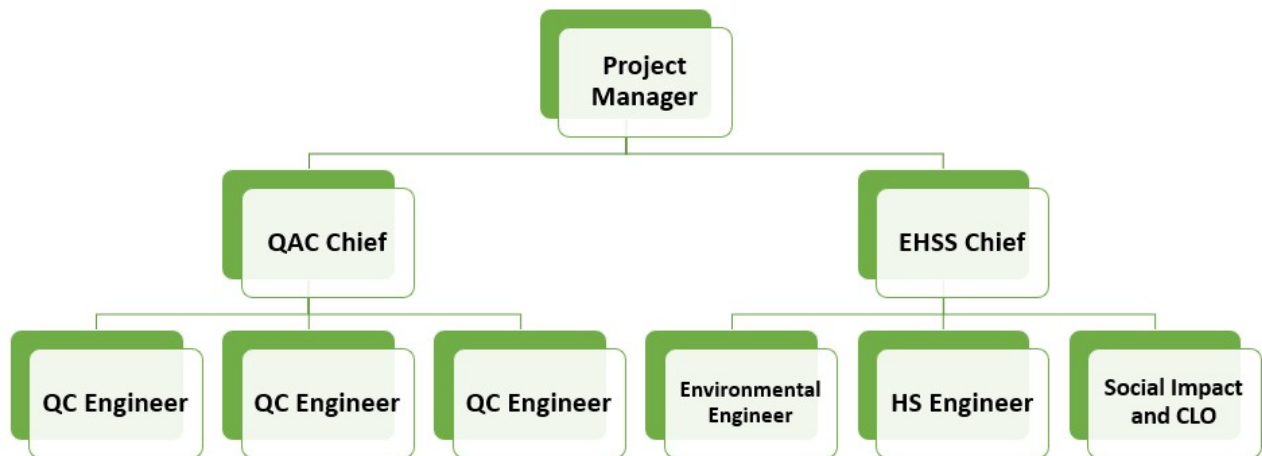 Project
Manager
QAC Chief
EHSS Chief
QC Engineer
QC Engineer
QC Engineer
Environmental
Engineer
HS Engineer
Social Impact
and CLO